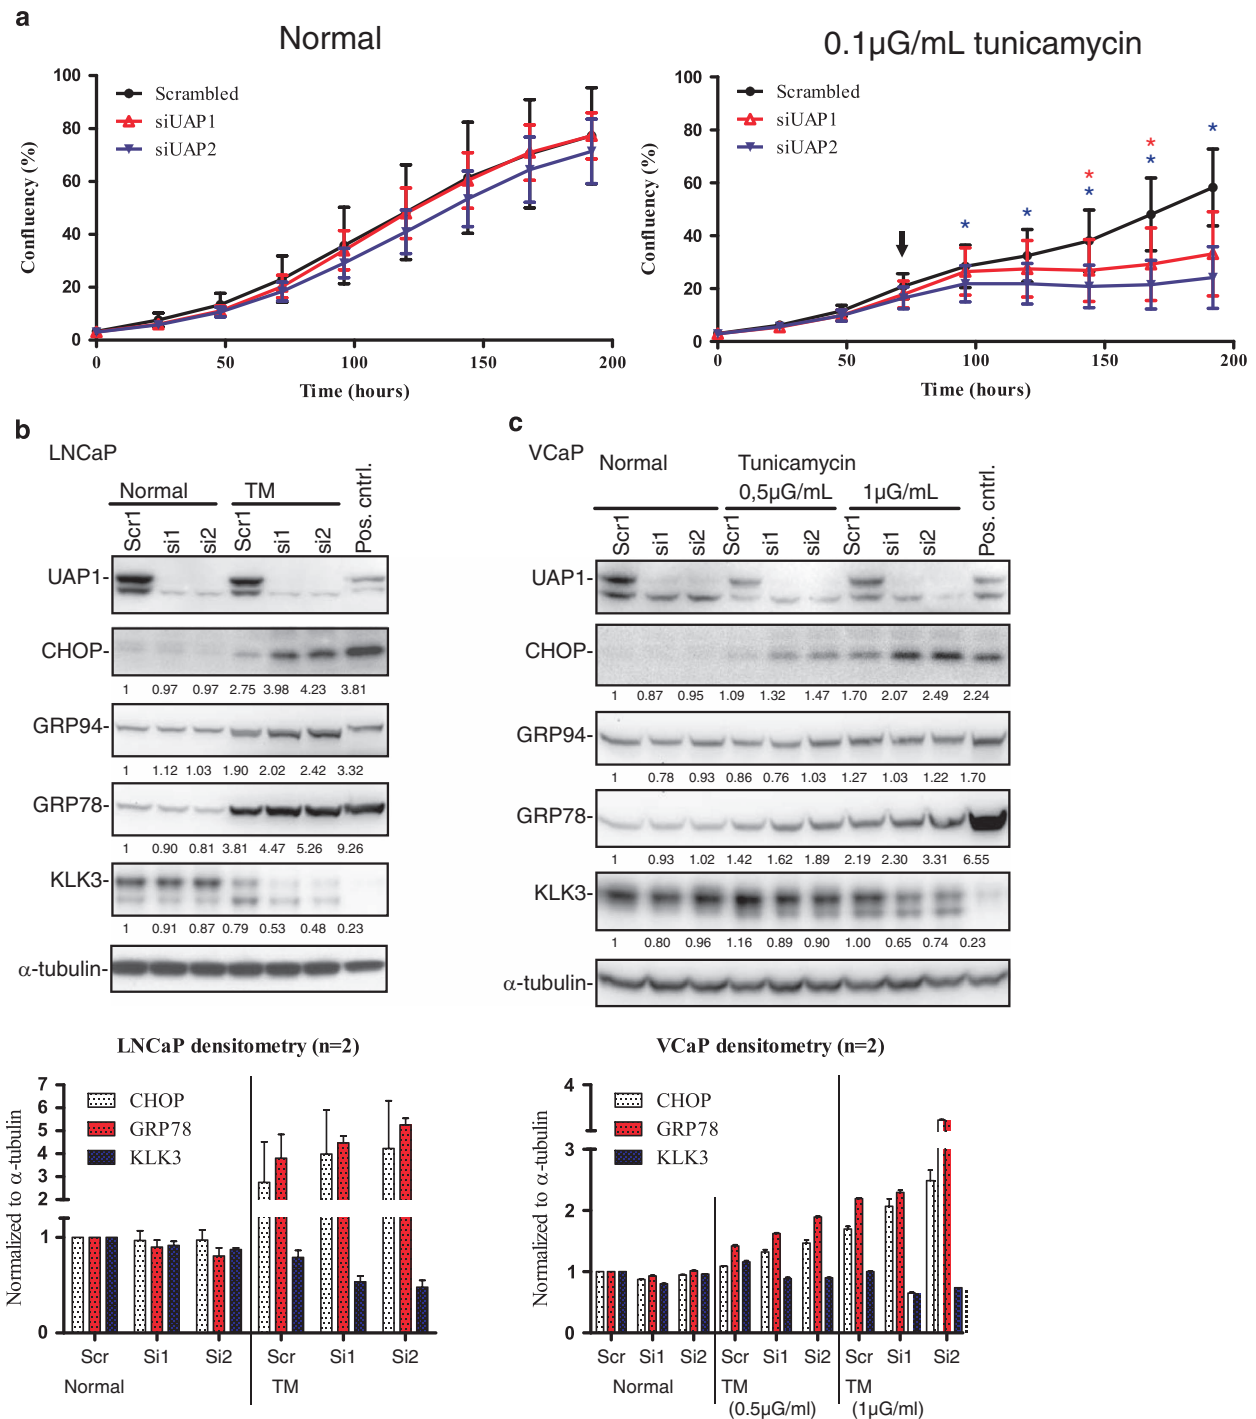 a
Normal
100
80
60
40
20
0
Confluency (%)
Scrambled
siUAP1
siUAP2
0
50
100
150
200
Time (hours)
0.1µG/mL tunicamycin
100
80
60
40
20
0
Confluency (%)
Scrambled
siUAP1
siUAP2
*
*
*
*
*
*
*
0
50
100
150
200
Time (hours)
b
LNCaP
Normal
TM
Scr1
si1
si2
Scr1
si1
si2
Pos. cntrl.
UAP1-
CHOP-
1 0.97 0.97 2.75 3.98 4.23 3.81
GRP94-
1 1.12 1.03 1.90 2.02 2.42 3.32
GRP78-
1 0.90 0.81 3.81 4.47 5.26 9.26
KLK3-
1 0.91 0.87 0.79 0.53 0.48 0.23
α-tubulin-
c
VCaP
Normal
Tunicamycin
0,5µG/mL
1µG/mL
Scr1
si1
si2
Scr1
si1
si2
Scr1
si1
si2
Pos. cntrl.
UAP1-
CHOP-
1 0.87 0.95 1.09 1.32 1.47 1.70 2.07 2.49 2.24
GRP94-
1 0.78 0.93 0.86 0.76 1.03 1.27 1.03 1.22 1.70
GRP78-
1 0.93 1.02 1.42 1.62 1.89 2.19 2.30 3.31 6.55
KLK3-
1 0.80 0.96 1.16 0.89 0.90 1.00 0.65 0.74 0.23
α-tubulin-
LNCaP densitometry (n=2)
Normalized to α-tubulin
7
6
5
4
3
2
1
0
CHOP
GRP78
KLK3
Scr Si1 Si2 Scr Si1 Si2
Normal TM
VCaP densitometry (n=2)
Normalized to α-tubulin
4
3
2
1
0
CHOP
GRP78
KLK3
Scr Si1 Si2 Scr Si1 Si2 Scr Si1 Si2
Normal TM TM
(0.5µG/ml) (1µG/ml)